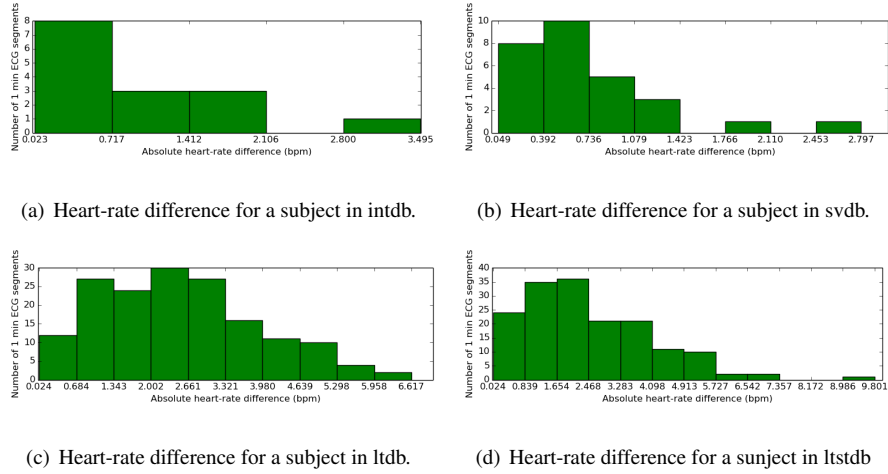 Number of 1 min ECG segments
8
7
6
5
4
3
2
1
0
0.023 0.717 1.412 2.106 2.800 3.495
Absolute heart-rate difference (bpm)
(a) Heart-rate difference for a subject in intdb.
Number of 1 min ECG segments
10
8
6
4
2
0
0.049 0.392 0.736 1.079 1.423 1.766 2.110 2.453 2.797
Absolute heart-rate difference (bpm)
(b) Heart-rate difference for a subject in svdb.
Number of 1 min ECG segments
30
25
20
15
10
5
0
0.024 0.684 1.343 2.002 2.661 3.321 3.980 4.639 5.298 5.958 6.617
Absolute heart-rate difference (bpm)
(c) Heart-rate difference for a subject in ltdb.
Number of 1 min ECG segments
40
35
30
25
20
15
10
5
0
0.024 0.839 1.654 2.468 3.283 4.098 4.913 5.727 6.542 7.357 8.172 8.986 9.801
Absolute heart-rate difference (bpm)
(d) Heart-rate difference for a sunject in ltstdb